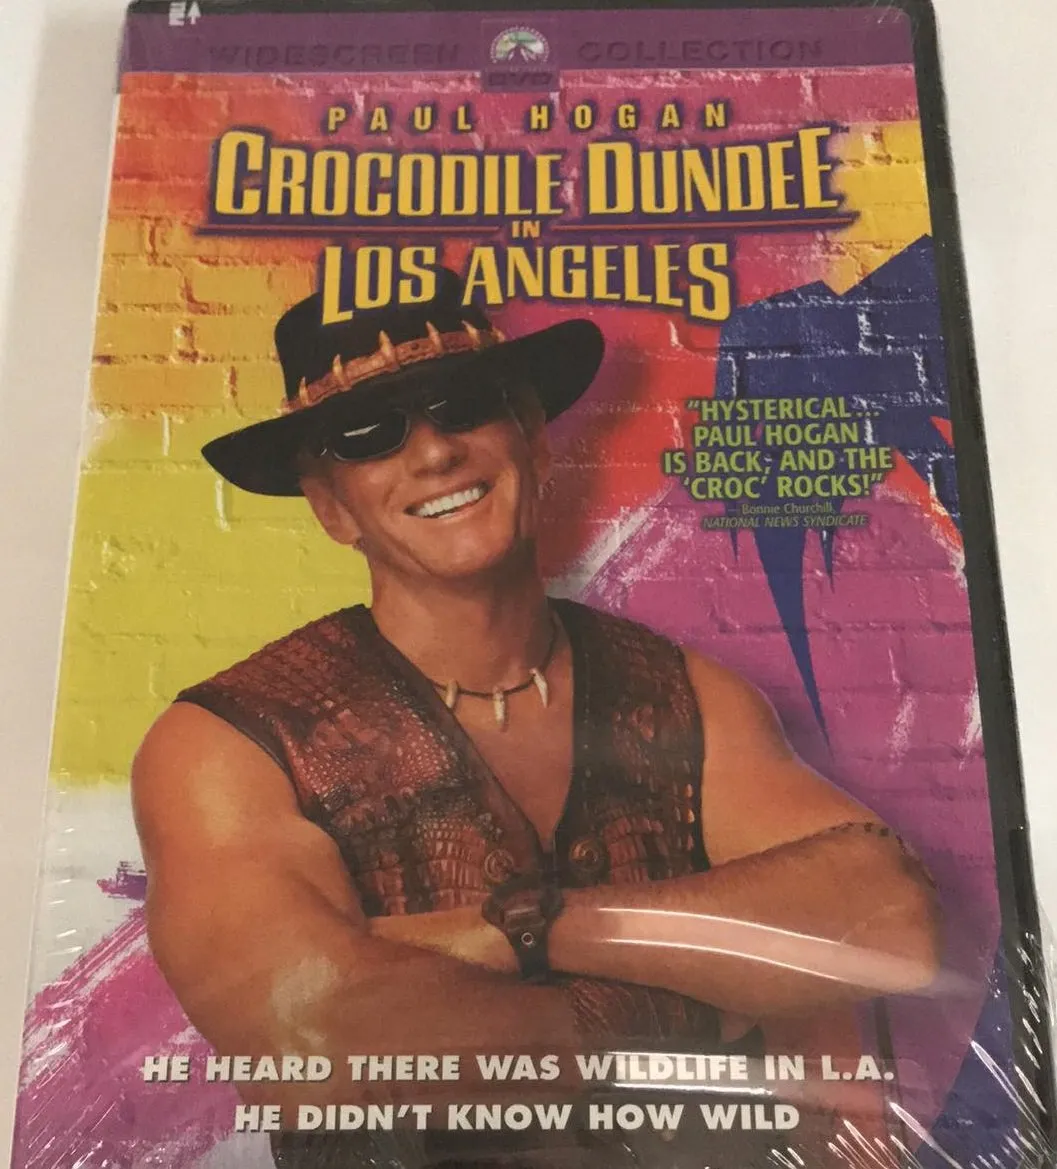 WIDESCREEN COLLECTION
DVD
PAUL HOGAN
CROCODILE DUNDEE
IN
LOS ANGELES
"HYSTERICAL...
PAUL HOGAN
IS BACK, AND THE
'CROC' ROCKS!"
Bonnie Churchill,
NATIONAL NEWS SYNDICATE
HE HEARD THERE WAS WILDLIFE IN L.A.
HE DIDN'T KNOW HOW WILD